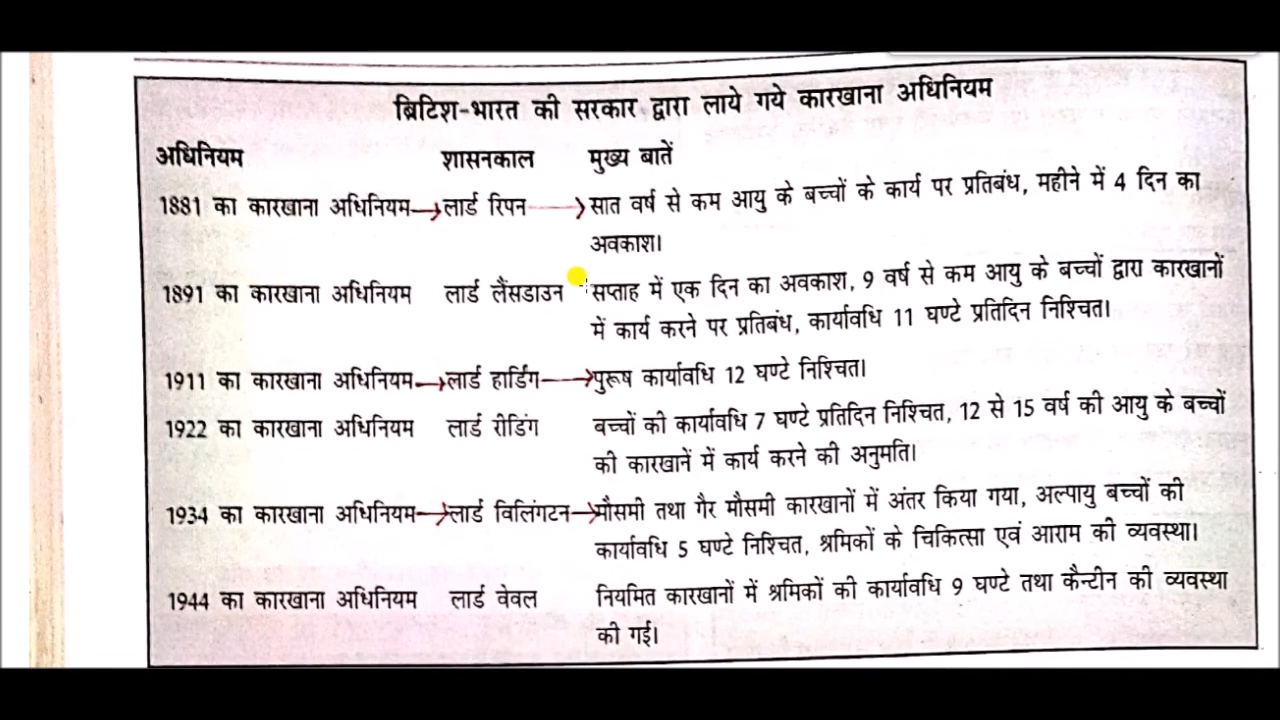 ब्रिटिश-भारत की सरकार द्वारा लाये गये कारखाना अधिनियम
अधिनियम शासनकाल मुख्य बातें
1881 का कारखाना अधिनियम लार्ड रिपन सात वर्ष से कम आयु के बच्चों के कार्य पर प्रतिबंध, महीने में 4 दिन का
अवकाश।
1891 का कारखाना अधिनियम लार्ड लैंसडाउन सप्ताह में एक दिन का अवकाश, 9 वर्ष से कम आयु के बच्चों द्वारा कारखानों
में कार्य करने पर प्रतिबंध, कार्यावधि 11 घण्टे प्रतिदिन निश्चित।
1911 का कारखाना अधिनियम लार्ड हार्डिंग पुरूष कार्यावधि 12 घण्टे निश्चित।
1922 का कारखाना अधिनियम लार्ड रीडिंग बच्चों की कार्यावधि 7 घण्टे प्रतिदिन निश्चित, 12 से 15 वर्ष की आयु के बच्चों
की कारखानें में कार्य करने की अनुमति।
1934 का कारखाना अधिनियम लार्ड विलिंगटन मौसमी तथा गैर मौसमी कारखानों में अंतर किया गया, अल्पायु बच्चों की
कार्यावधि 5 घण्टे निश्चित, श्रमिकों के चिकित्सा एवं आराम की व्यवस्था।
1944 का कारखाना अधिनियम लार्ड वेवल नियमित कारखानों में श्रमिकों की कार्यावधि 9 घण्टे तथा कैन्टीन की व्यवस्था
की गई।